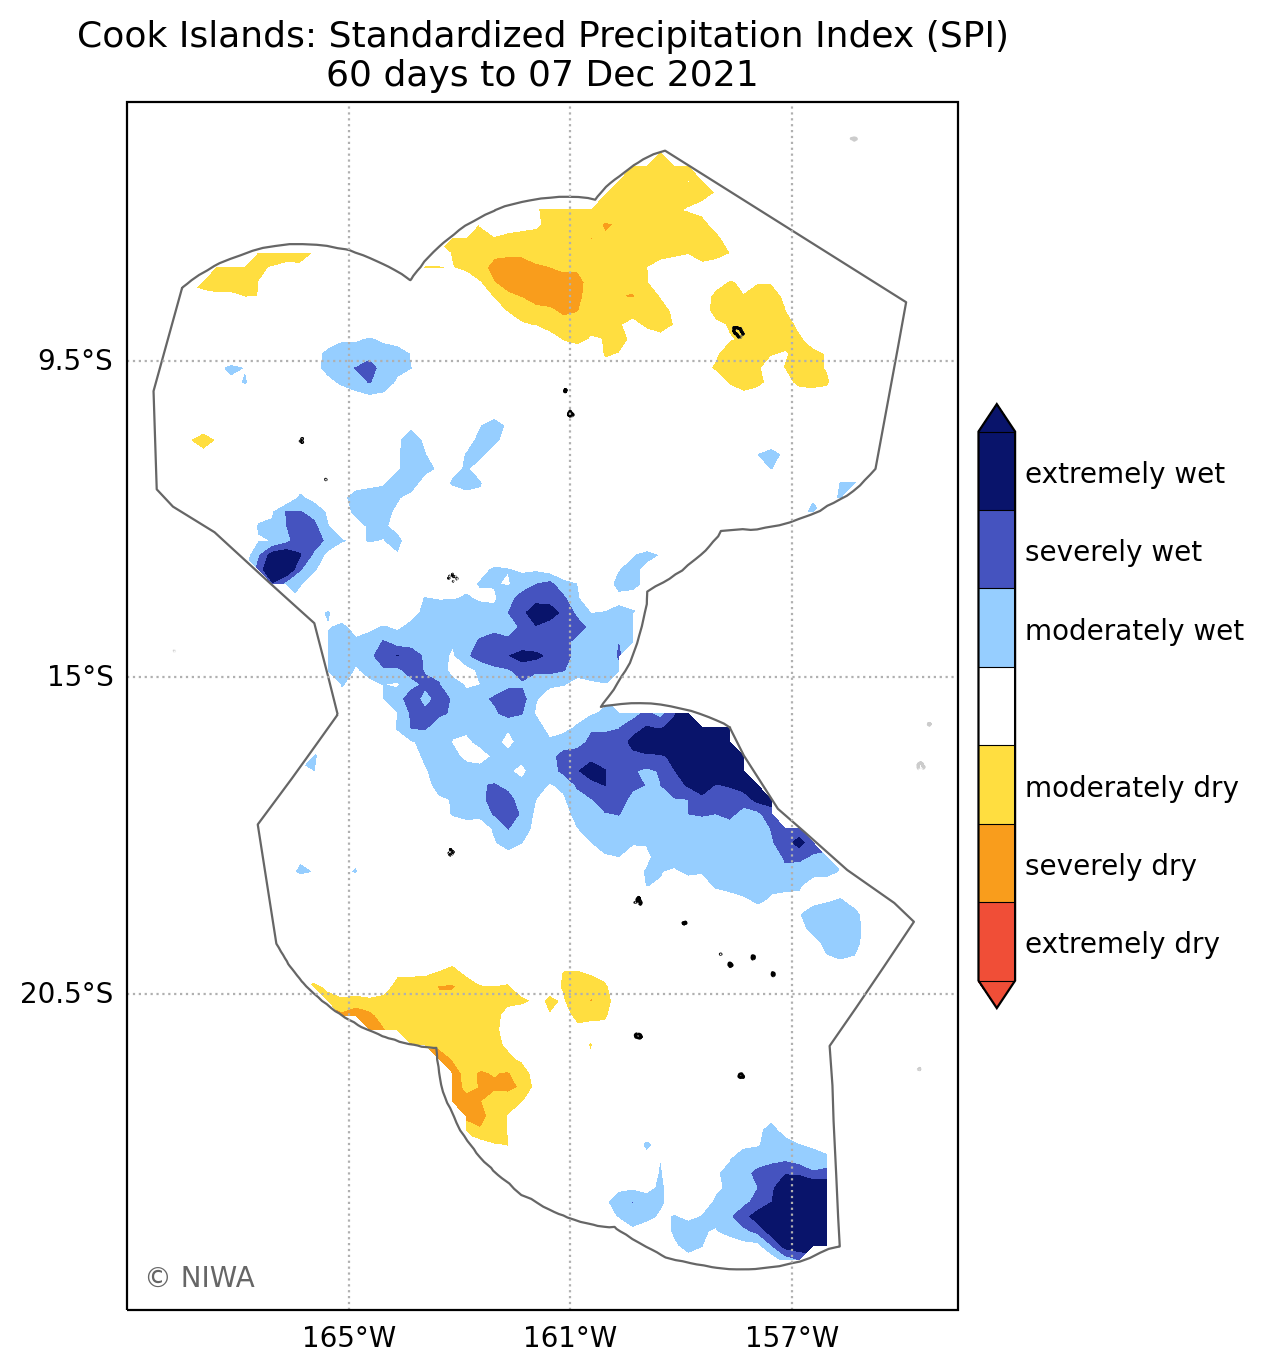 Cook Islands: Standardized Precipitation Index (SPI)
60 days to 07 Dec 2021
9.5°S
15°S
20.5°S
165°W
161°W
157°W
© NIWA
extremely wet
severely wet
moderately wet
moderately dry
severely dry
extremely dry